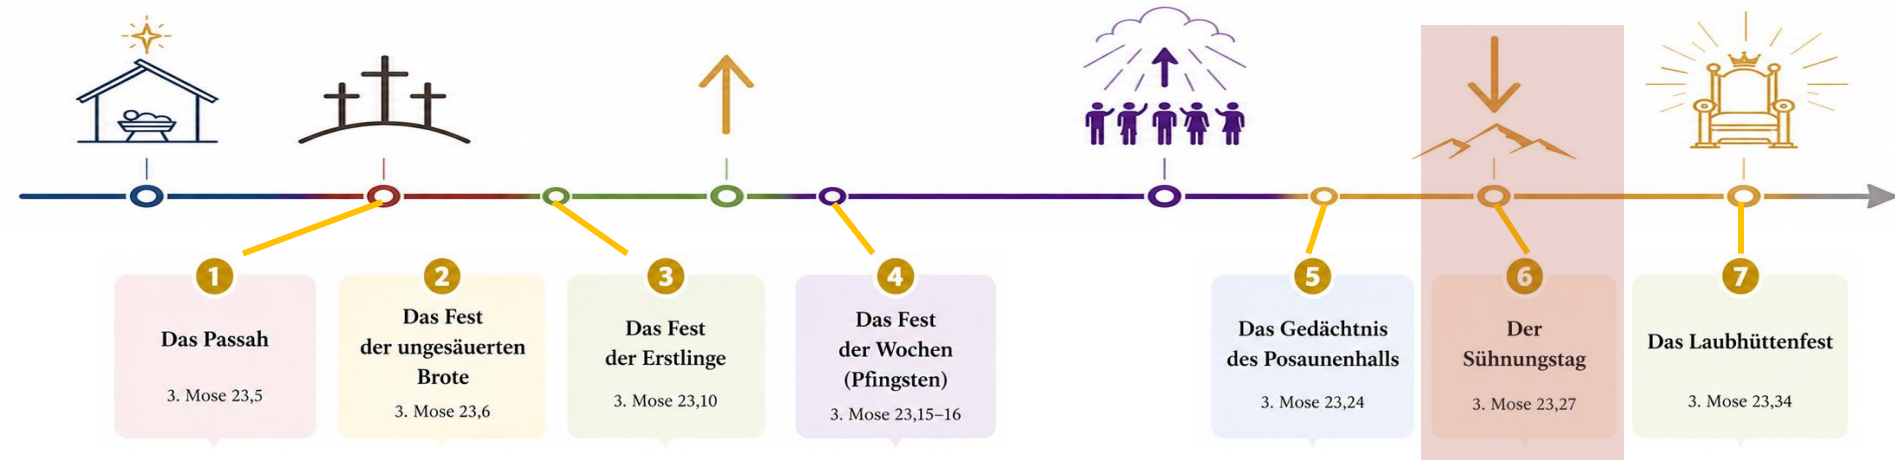 1
Das Passah
3. Mose 23,5
2
Das Fest
der ungesäuerten
Brote
3. Mose 23,6
3
Das Fest
der Erstlinge
3. Mose 23,10
4
Das Fest
der Wochen
(Pfingsten)
3. Mose 23,15–16
5
Das Gedächtnis
des Posaunenhalls
3. Mose 23,24
6
Der
Sühnungstag
3. Mose 23,27
7
Das Laubhüttenfest
3. Mose 23,34